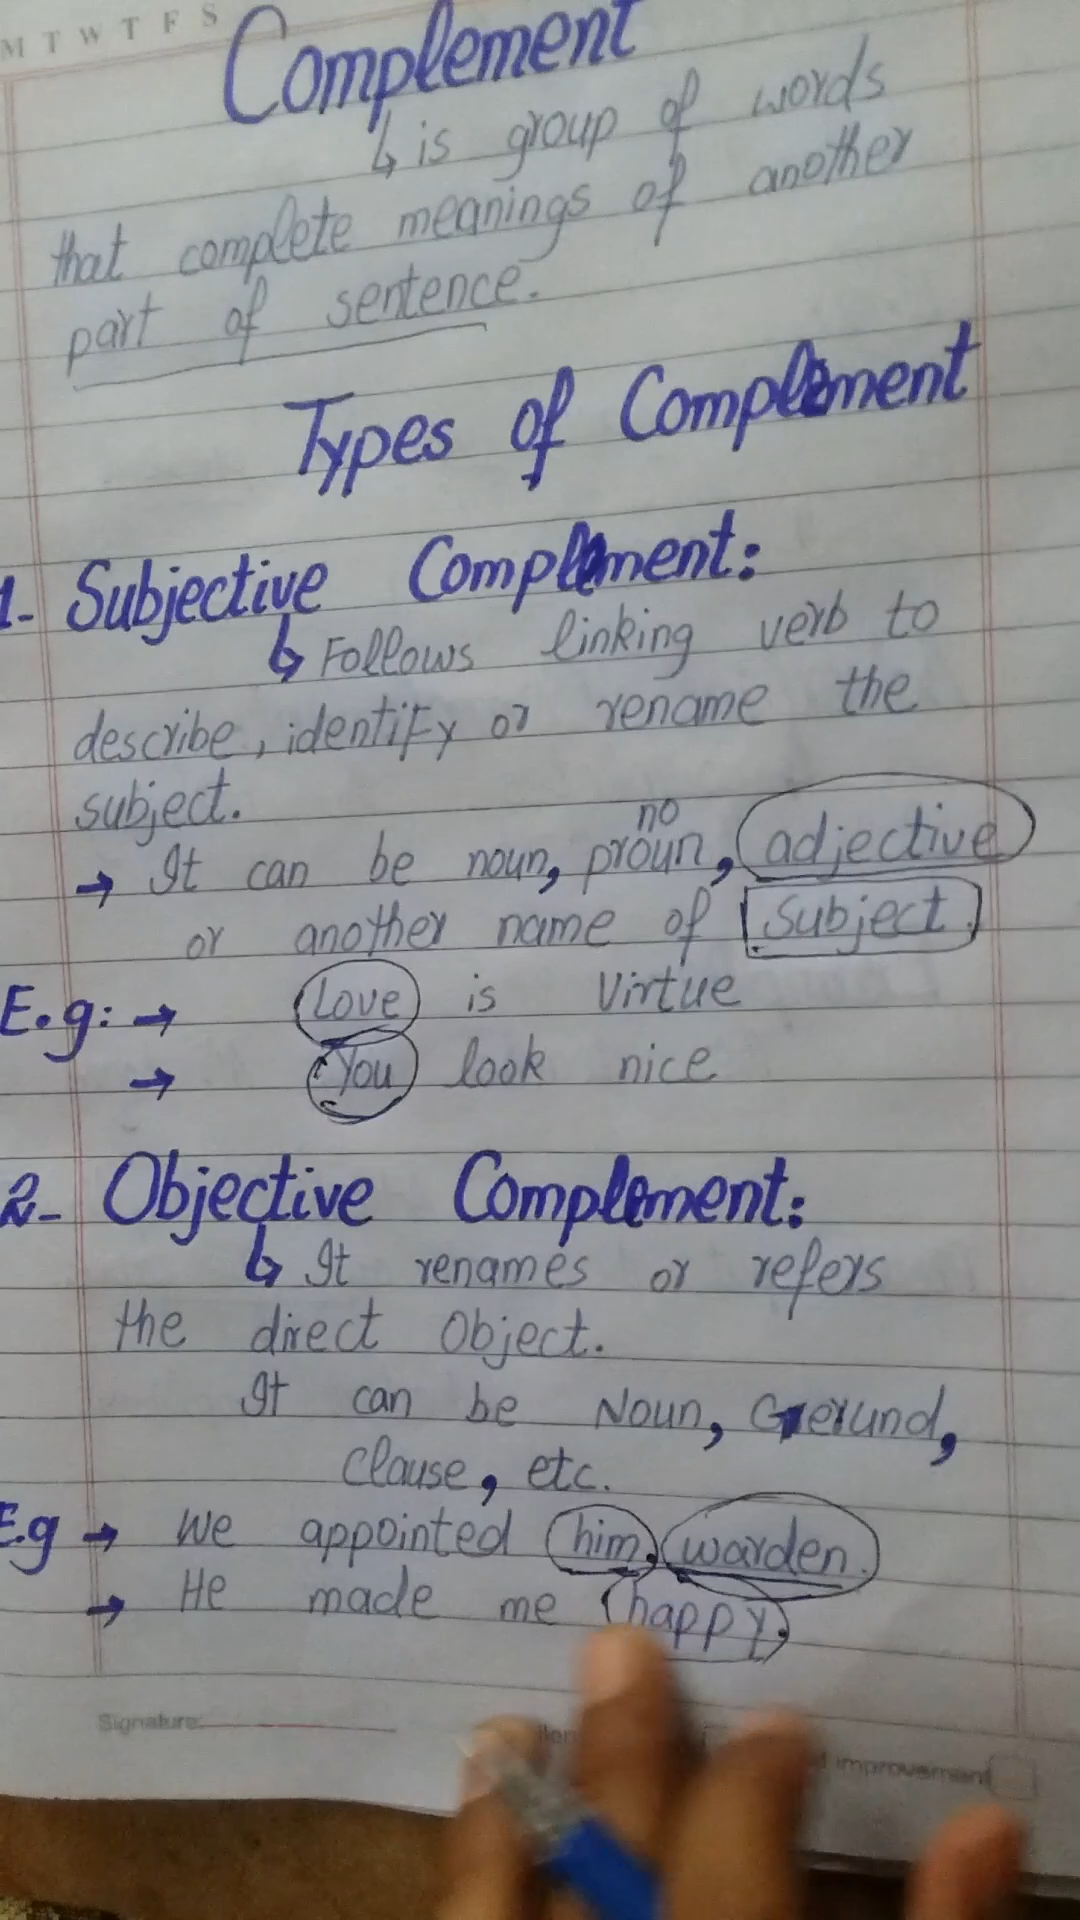 M T W T F S
Complement
↳ is group of words
that complete meanings of another
part of sentence.
Types of Complement
1- Subjective Complement:
↳ Follows linking verb to
describe, identify or rename the
subject.
no
→ It can be noun, proun, adjective
or another name of subject.
E.g: → Love is Virtue
→ You look nice
2- Objective Complement:
↳ It renames or refers
the direct Object.
It can be Noun, Gerund,
Clause, etc.
E.g → We appointed him, warden.
→ He made me happy.
Signature:
improvement